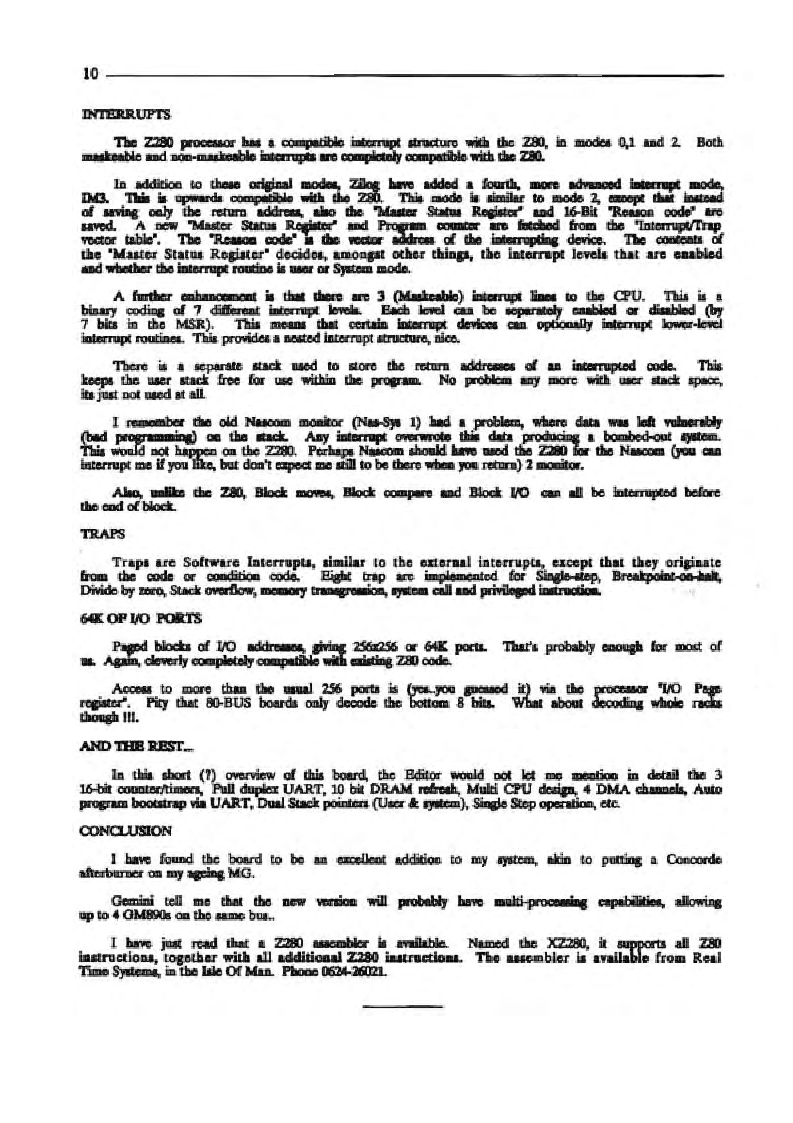 10
INTERRUPTS
The Z280 processor has a compatible interrupt structure with the Z80, in modes 0,1 and 2. Both
maskeable and non-maskeable interrupts are completely compatible with the Z80.
In addition to these original modes, Zilog have added a fourth, more advanced interrupt mode,
IM3. This is upwards compatible with the Z80. This mode is similar to mode 2, except that instead
of saving only the return address, also the "Master Status Register" and 16-Bit "Reason code" are
saved. A new "Master Status Register" and Program counter are fetched from the "Interrupt/Trap
vector table". The "Reason code" is the vector address of the interrupting device. The contents of
the "Master Status Register" decides, amongst other things, the interrupt levels that are enabled
and whether the interrupt routine is user or System mode.
A further enhancement is that there are 3 (Maskeable) interrupt lines to the CPU. This is a
binary coding of 7 different interrupt levels. Each level can be separately enabled or disabled (by
7 bits in the MSR). This means that certain interrupt devices can optionally interrupt lower-level
interrupt routines. This provides a nested interrupt structure, nice.
There is a separate stack used to store the return addresses of an interrupted code. This
keeps the user stack free for use within the program. No problem any more with user stack space,
its just not used at all.
I remember the old Nascom monitor (Nas-Sys 1) had a problem, where data was left vulnerably
(bad programming) on the stack. Any interrupt overwrote this data producing a bombed-out system.
This would not happen on the Z280. Perhaps Nascom should have used the Z280 for the Nascom (you can
interrupt me if you like, but don't expect me still to be there when you return) 2 monitor.
Also, unlike the Z80, Block moves, Block compare and Block I/O can all be interrupted before
the end of block.
TRAPS
Traps are Software Interrupts, similar to the external interrupts, except that they originate
from the code or condition code. Eight trap are implemented for Single-step, Breakpoint-on-halt,
Divide by zero, Stack overflow, memory transgression, system call and privileged instruction.
64K OF I/O PORTS
Paged blocks of I/O addresses, giving 256x256 or 64K ports. That's probably enough for most of
us. Again, cleverly completely compatible with existing Z80 code.
Access to more than the usual 256 ports is (yes..you guessed it) via the processor "I/O Page
register". Pity that 80-BUS boards only decode the bottom 8 bits. What about decoding whole racks
though !!!.
AND THE REST...
In this short (?) overview of this board, the Editor would not let me mention in detail the 3
16-bit counter/timers, Full duplex UART, 10 bit DRAM refresh, Multi CPU design, 4 DMA channels, Auto
program bootstrap via UART, Dual Stack pointers (User & system), Single Step operation, etc.
CONCLUSION
I have found the board to be an excellent addition to my system, akin to putting a Concorde
afterburner on my ageing MG.
Gemini tell me that the new version will probably have multi-processing capabilities, allowing
up to 4 GM890s on the same bus..
I have just read that a Z280 assembler is available. Named the XZ280, it supports all Z80
instructions, together with all additional Z280 instructions. The assembler is available from Real
Time Systems, in the Isle Of Man. Phone 0624-26021.